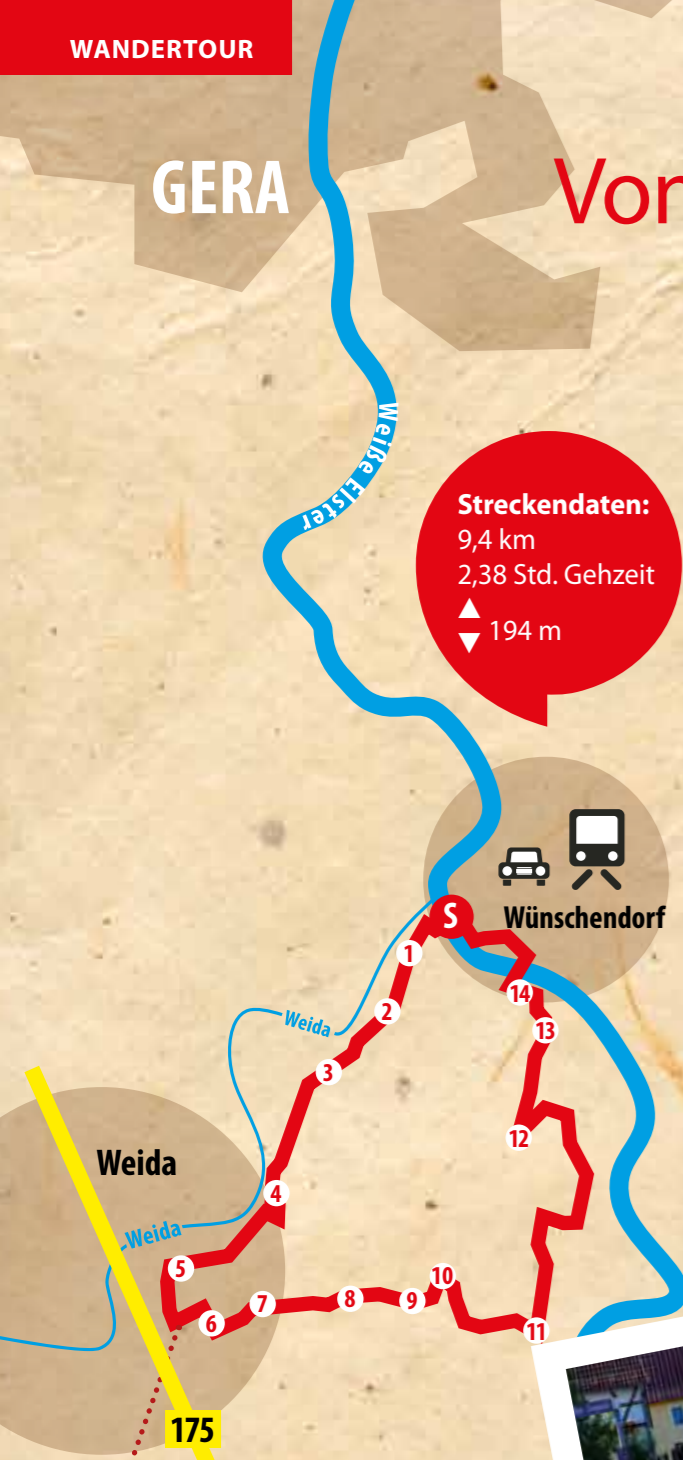 WANDERTOUR
GERA
Von
Weiße Elster
Streckendaten:
9,4 km
2,38 Std. Gehzeit
194 m
S
Wünschendorf
1
2
Weida
3
14
13
12
Weida
4
Weida
5
10
7
8
9
6
11
175